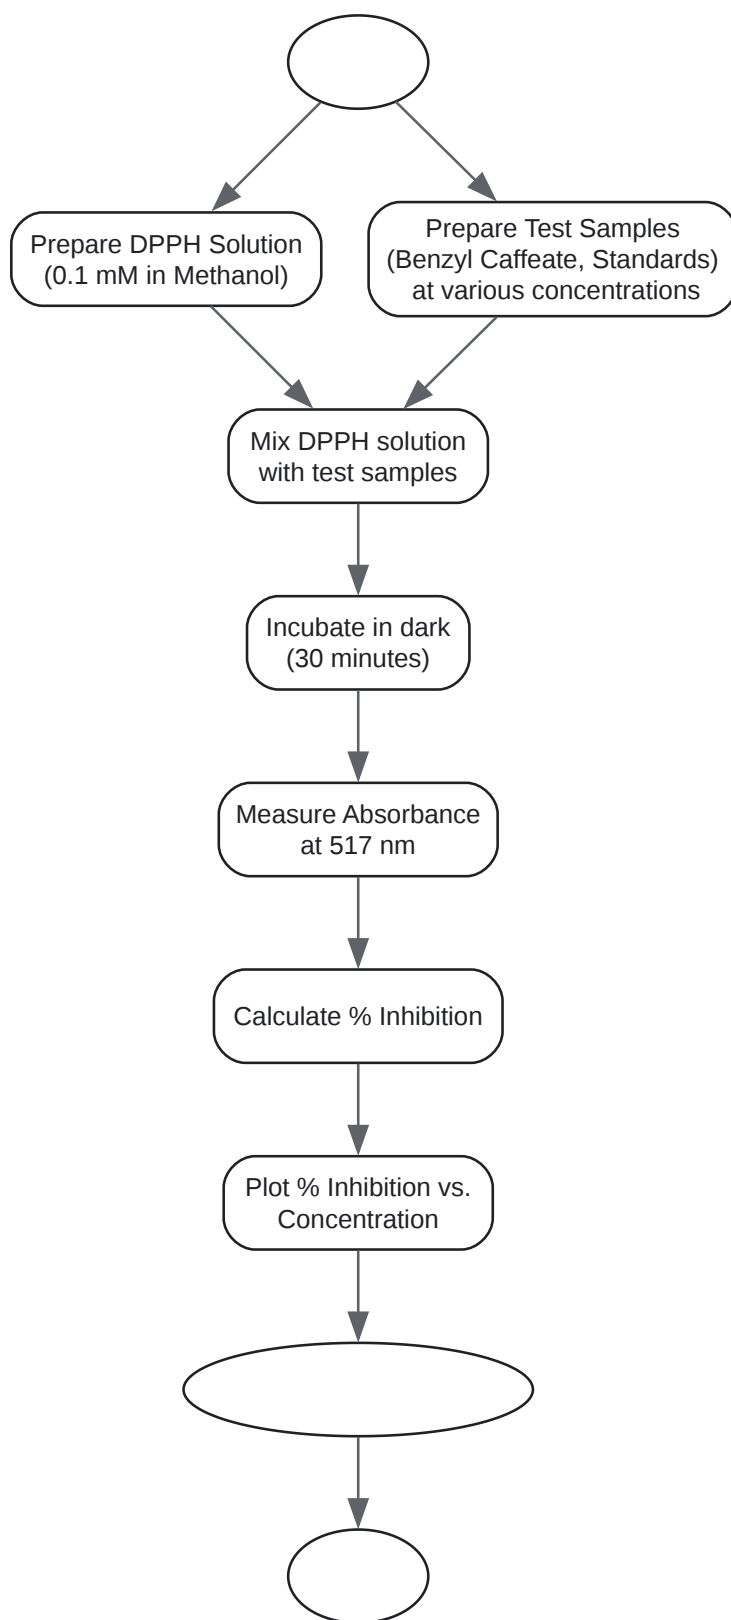 Prepare DPPH Solution
(0.1 mM in Methanol)
Prepare Test Samples
(Benzyl Caffeate, Standards)
at various concentrations
Mix DPPH solution
with test samples
Incubate in dark
(30 minutes)
Measure Absorbance
at 517 nm
Calculate % Inhibition
Plot % Inhibition vs.
Concentration